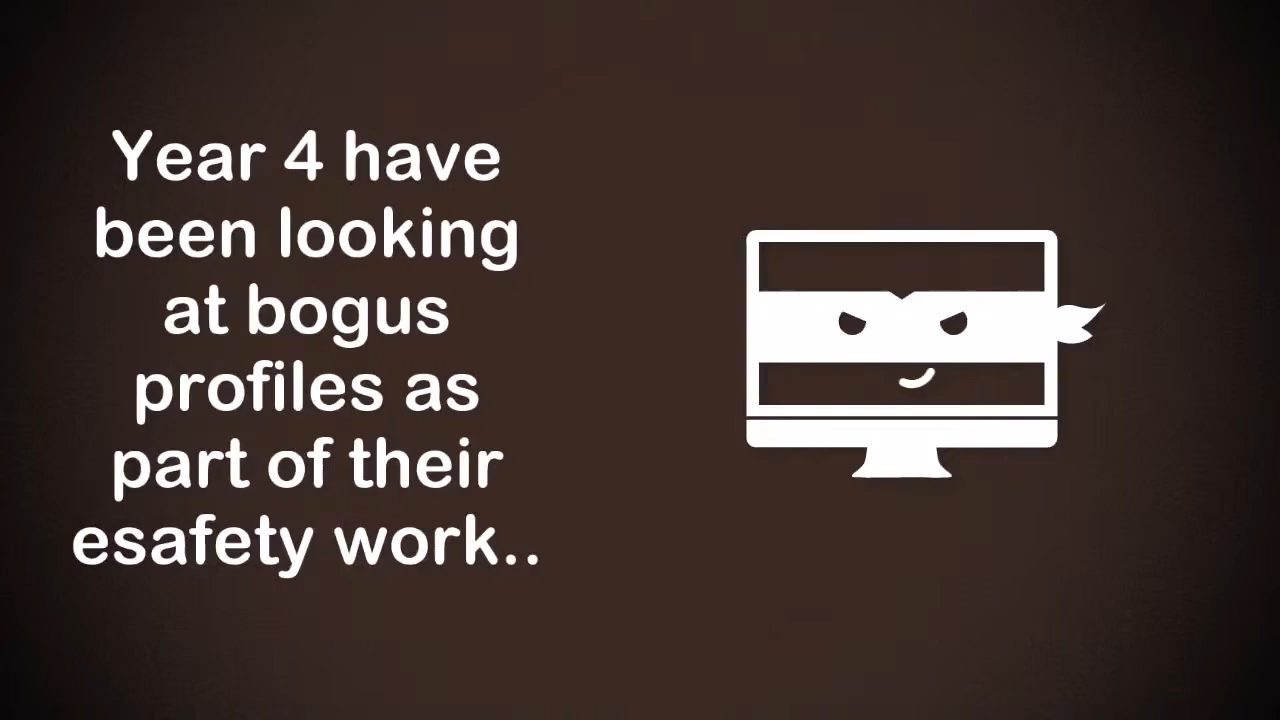 Year 4 have
been looking
at bogus
profiles as
part of their
esafety work..